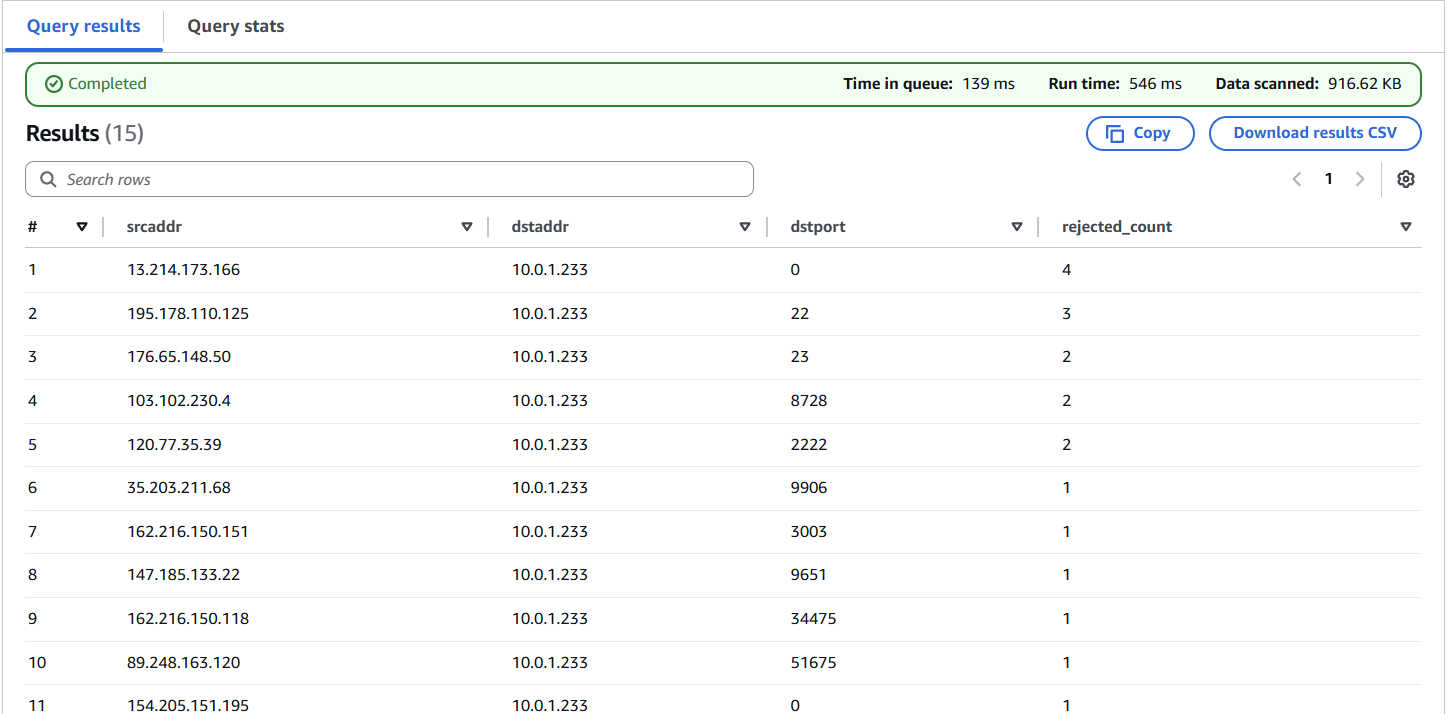 Query results Query stats
Completed Time in queue: 139 ms Run time: 546 ms Data scanned: 916.62 KB
Results (15) Copy Download results CSV
Search rows 1
# srcaddr dstaddr dstport rejected_count
1 13.214.173.166 10.0.1.233 0 4
2 195.178.110.125 10.0.1.233 22 3
3 176.65.148.50 10.0.1.233 23 2
4 103.102.230.4 10.0.1.233 8728 2
5 120.77.35.39 10.0.1.233 2222 2
6 35.203.211.68 10.0.1.233 9906 1
7 162.216.150.151 10.0.1.233 3003 1
8 147.185.133.22 10.0.1.233 9651 1
9 162.216.150.118 10.0.1.233 34475 1
10 89.248.163.120 10.0.1.233 51675 1
11 154.205.151.195 10.0.1.233 0 1